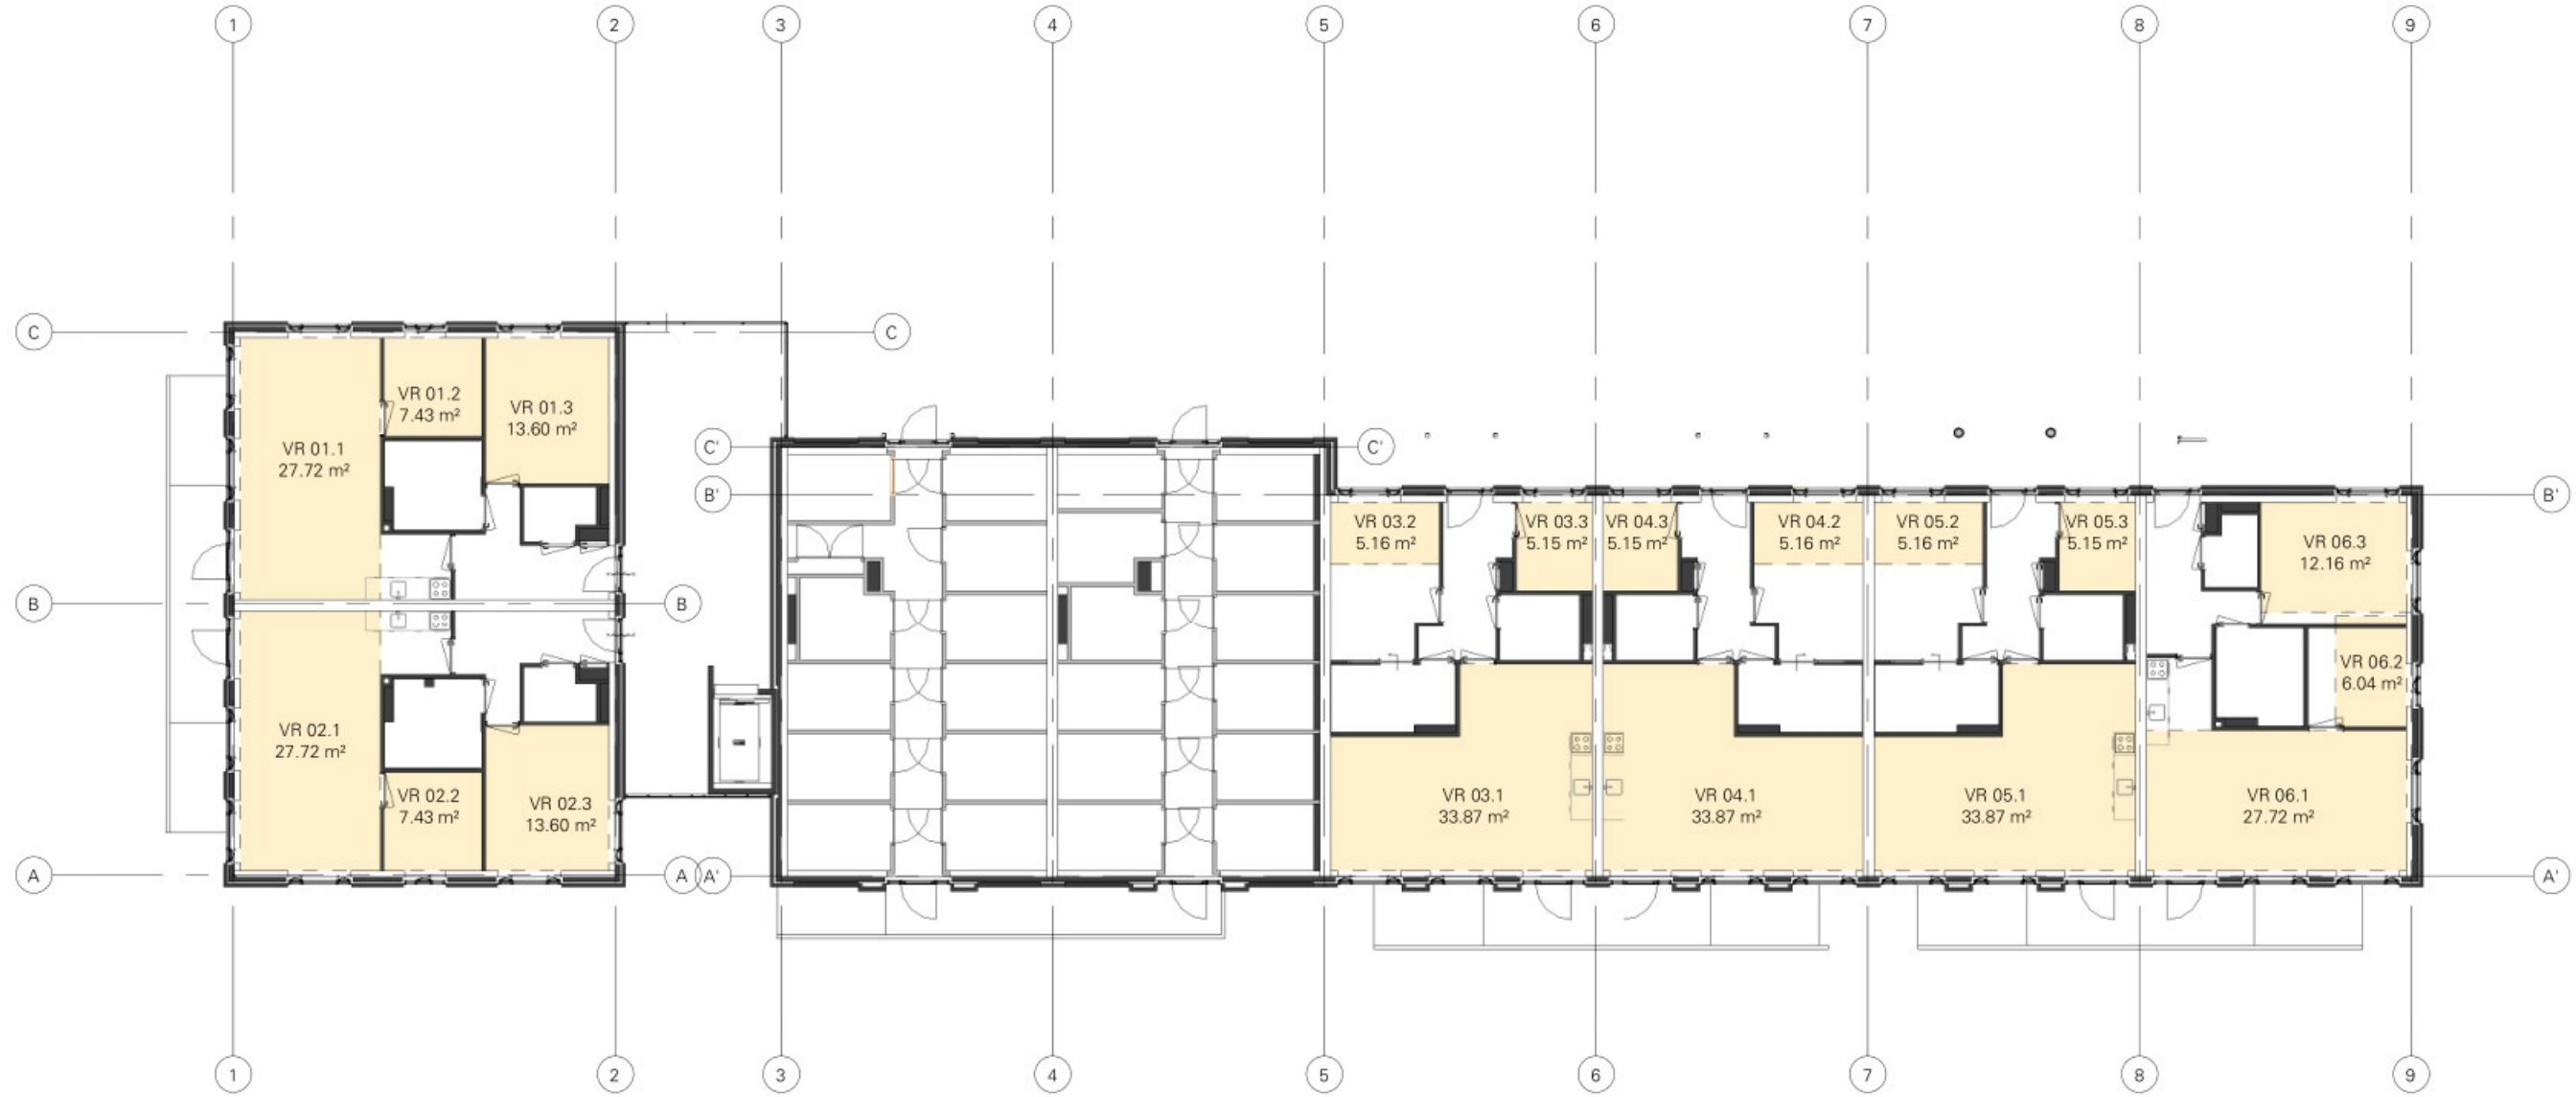 1 2 3 4 5 6 7 8 9
C C
C' C'
B' B'
VR 01.2
7.43 m²
VR 01.3
13.60 m²
VR 01.1
27.72 m²
VR 03.2
5.16 m²
VR 03.3
5.15 m²
VR 04.3
5.15 m²
VR 04.2
5.16 m²
VR 05.2
5.16 m²
VR 05.3
5.15 m²
VR 06.3
12.16 m²
B B
VR 06.2
6.04 m²
VR 02.1
27.72 m²
VR 02.2
7.43 m²
VR 02.3
13.60 m²
VR 03.1
33.87 m²
VR 04.1
33.87 m²
VR 05.1
33.87 m²
VR 06.1
27.72 m²
A A A' A'
1 2 3 4 5 6 7 8 9